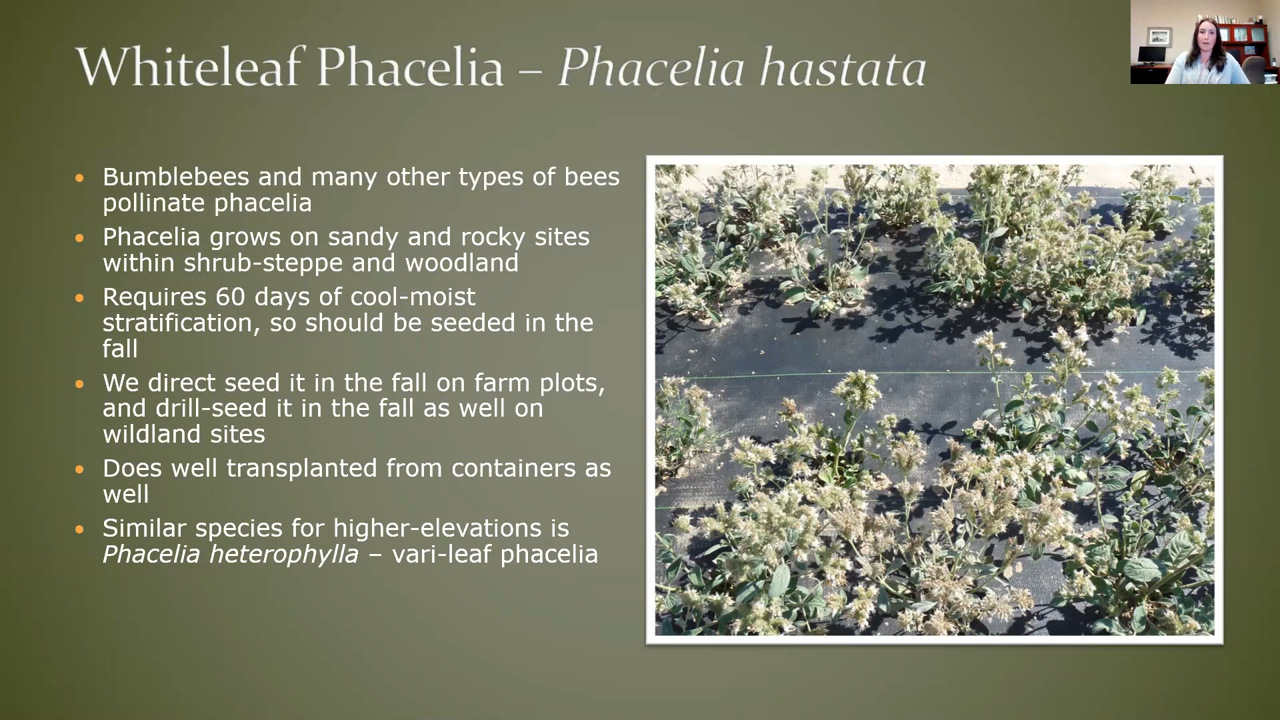 Whiteleaf Phacelia – Phacelia hastata
Bumblebees and many other types of bees
pollinate phacelia
Phacelia grows on sandy and rocky sites
within shrub-steppe and woodland
Requires 60 days of cool-moist
stratification, so should be seeded in the
fall
We direct seed it in the fall on farm plots,
and drill-seed it in the fall as well on
wildland sites
Does well transplanted from containers as
well
Similar species for higher-elevations is
Phacelia heterophylla – vari-leaf phacelia